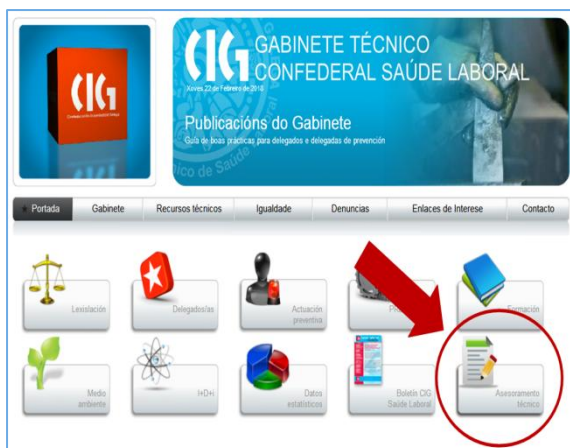 CIG
CIG
GABINETE TÉCNICO
CONFEDERAL SAÚDE LABORAL
Xoves 22 de Febreiro de 2018
Publicacións do Gabinete
Guía de boas prácticas para delegados e delegadas de prevención
Portada Gabinete Recursos técnicos Igualdade Denuncias Enlaces de Interese Contacto
Lexislación
Delegados/as
Actuación
preventiva
Formación
Medio
ambiente
I+D+i
Datos
estatísticos
Boletín CIG
Saúde Laboral
Asesoramento
técnico